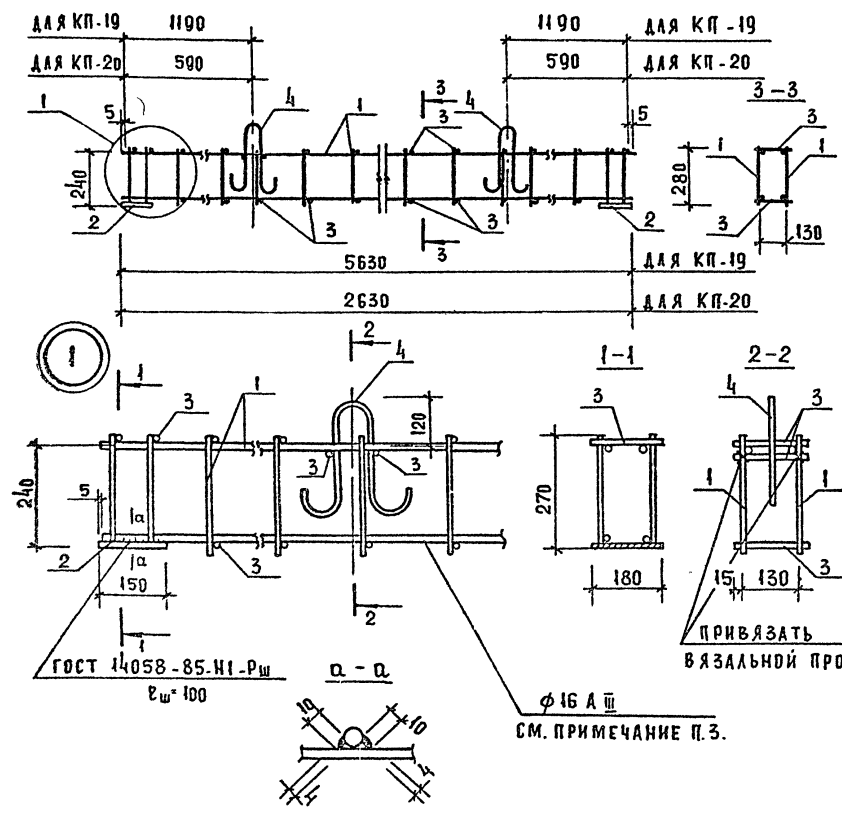 ДЛЯ КП-19 1190 1190 ДЛЯ КП-19
ДЛЯ КП-20 590 590 ДЛЯ КП-20
1 4 3 4 3-3
5 1 3 5 3
240 1 1 280
2 3 3 3 2 3 130
5630 ДЛЯ КП-19
2630 ДЛЯ КП-20
1
2 4 1-1 2-2
1 3 1 120 3 4 3
240 3 3 270 1 1
5 а
2 а 3 3
150 180 15 130
1 2
ПРИВЯЗАТЬ
ВЯЗАЛЬНОЙ ПРО
ГОСТ 14058-85-Н1-Рш
ℓш=100
а-а
φ16 А III
СМ. ПРИМЕЧАНИЕ П.3.
10 10
4 4